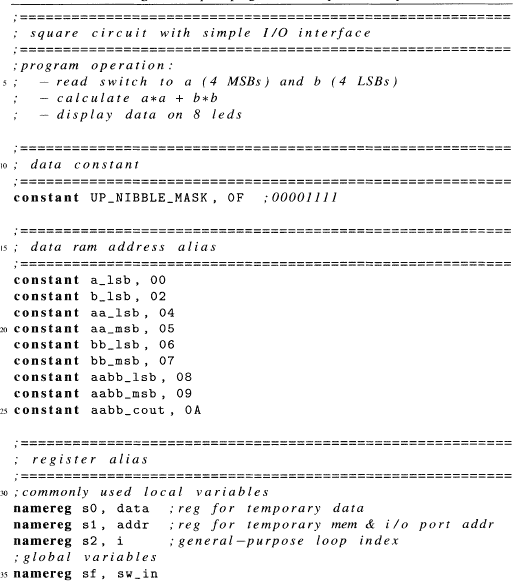 ;=========================================================
; square circuit with simple I/O interface
;=========================================================
;program operation:
5 ;   - read switch to a (4 MSBs) and b (4 LSBs)
;   - calculate a*a + b*b
;   - display data on 8 leds
;=========================================================
10 ; data constant
;=========================================================
constant UP_NIBBLE_MASK, 0F  ;00001111
;=========================================================
15 ; data ram address alias
;=========================================================
constant a_lsb, 00
constant b_lsb, 02
constant aa_lsb, 04
20 constant aa_msb, 05
constant bb_lsb, 06
constant bb_msb, 07
constant aabb_lsb, 08
constant aabb_msb, 09
25 constant aabb_cout, 0A
;=========================================================
; register alias
;=========================================================
30 ;commonly used local variables
namereg s0, data  ;reg for temporary data
namereg s1, addr  ;reg for temporary mem & i/o port addr
namereg s2, i     ;general-purpose loop index
;global variables
35 namereg sf, sw_in